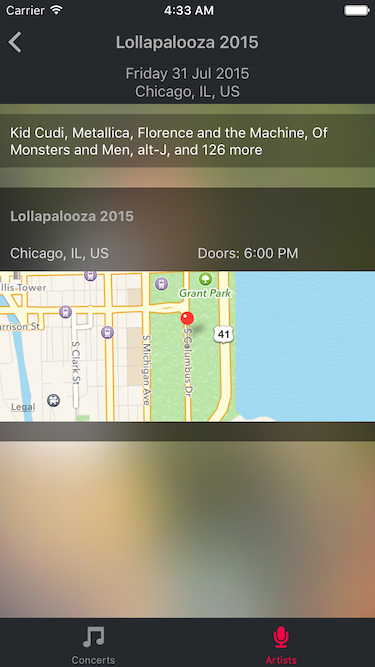 Carrier 4:33 AM
Lollapalooza 2015
Friday 31 Jul 2015
Chicago, IL, US
Kid Cudi, Metallica, Florence and the Machine, Of
Monsters and Men, alt-J, and 126 more
Lollapalooza 2015
Chicago, IL, US Doors: 6:00 PM
llis Tower
Grant Park
arrison St
41
S Clark St
S Michigan Ave
S Columbus Dr
Legal
Concerts Artists